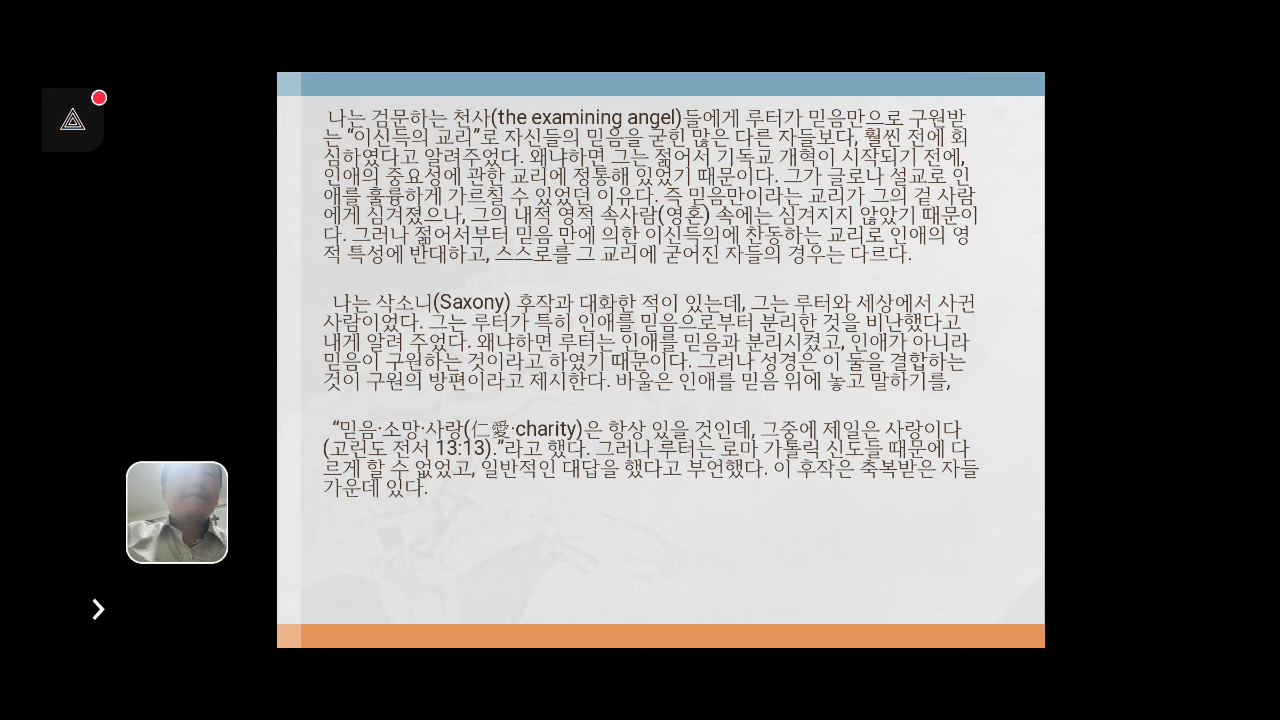 나는 검문하는 천사(the examining angel)들에게 루터가 믿음만으로 구원받
는 “이신득의 교리”로 자신들의 믿음을 굳힌 많은 다른 자들보다, 훨씬 전에 회
심하였다고 알려주었다. 왜냐하면 그는 젊어서 기독교 개혁이 시작되기 전에,
인애의 중요성에 관한 교리에 정통해 있었기 때문이다. 그가 글로나 설교로 인
애를 훌륭하게 가르칠 수 있었던 이유다. 즉 믿음만이라는 교리가 그의 겉 사람
에게 심겨졌으나, 그의 내적 영적 속사람(영혼) 속에는 심겨지지 않았기 때문이
다. 그러나 젊어서부터 믿음 만에 의한 이신득의에 찬동하는 교리로 인애의 영
적 특성에 반대하고, 스스로를 그 교리에 굳어진 자들의 경우는 다르다.
나는 삭소니(Saxony) 후작과 대화한 적이 있는데, 그는 루터와 세상에서 사귄
사람이었다. 그는 루터가 특히 인애를 믿음으로부터 분리한 것을 비난했다고
내게 알려 주었다. 왜냐하면 루터는 인애를 믿음과 분리시켰고, 인애가 아니라
믿음이 구원하는 것이라고 하였기 때문이다. 그러나 성경은 이 둘을 결합하는
것이 구원의 방편이라고 제시한다. 바울은 인애를 믿음 위에 놓고 말하기를,
“믿음·소망·사랑(仁愛·charity)은 항상 있을 것인데, 그중에 제일은 사랑이다
(고린도 전서 13:13).”라고 했다. 그러나 루터는 로마 가톨릭 신도들 때문에 다
르게 할 수 없었고, 일반적인 대답을 했다고 부언했다. 이 후작은 축복받은 자들
가운데 있다.